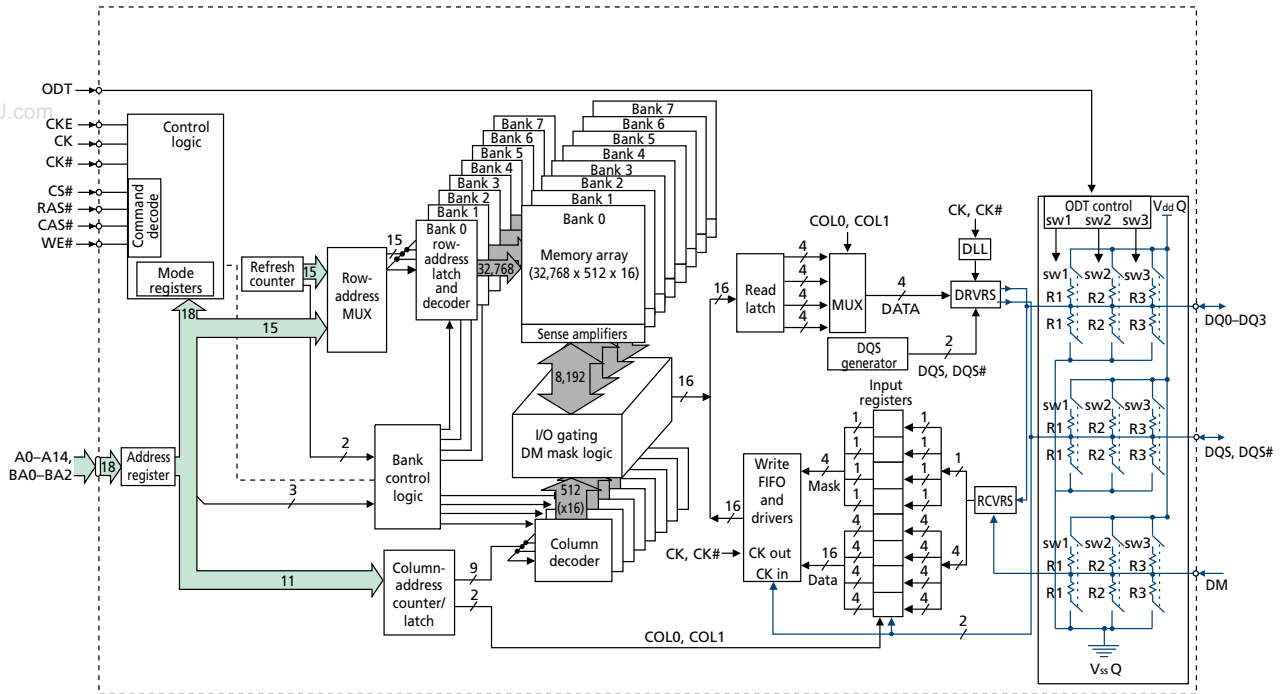 ODT
J.com
CKE
CK
CK#
CS#
RAS#
CAS#
WE#
Control
logic
Command
decode
Mode
registers
18
Refresh
counter
15
15
Row-
address
MUX
15
Bank 7
Bank 6
Bank 5
Bank 4
Bank 3
Bank 2
Bank 1
Bank 0
row-
address
latch
and
decoder
32,768
Bank 7
Bank 6
Bank 5
Bank 4
Bank 3
Bank 2
Bank 1
Bank 0
Memory array
(32,768 x 512 x 16)
Sense amplifiers
8,192
16
I/O gating
DM mask logic
512
(x16)
Column
decoder
A0–A14,
BA0–BA2
18
Address
register
2
3
Bank
control
logic
11
Column-
address
counter/
latch
9
2
COL0, COL1
16
Read
latch
4
4
4
4
COL0, COL1
MUX
4
DATA
CK, CK#
DLL
DRVRS
DQS
generator
2
DQS, DQS#
Input
registers
1
1
1
1
1
1
1
1
1
4
4
4
4
4
4
4
4
4
RCVRS
16
Write
FIFO
and
drivers
CK out
CK in
4
Mask
16
Data
CK, CK#
2
ODT control
sw1 sw2 sw3
VddQ
sw1 sw2 sw3
R1 R2 R3
R1 R2 R3
DQ0–DQ3
sw1 sw2 sw3
R1 R2 R3
R1 R2 R3
DQS, DQS#
sw1 sw2 sw3
R1 R2 R3
R1 R2 R3
DM
VssQ